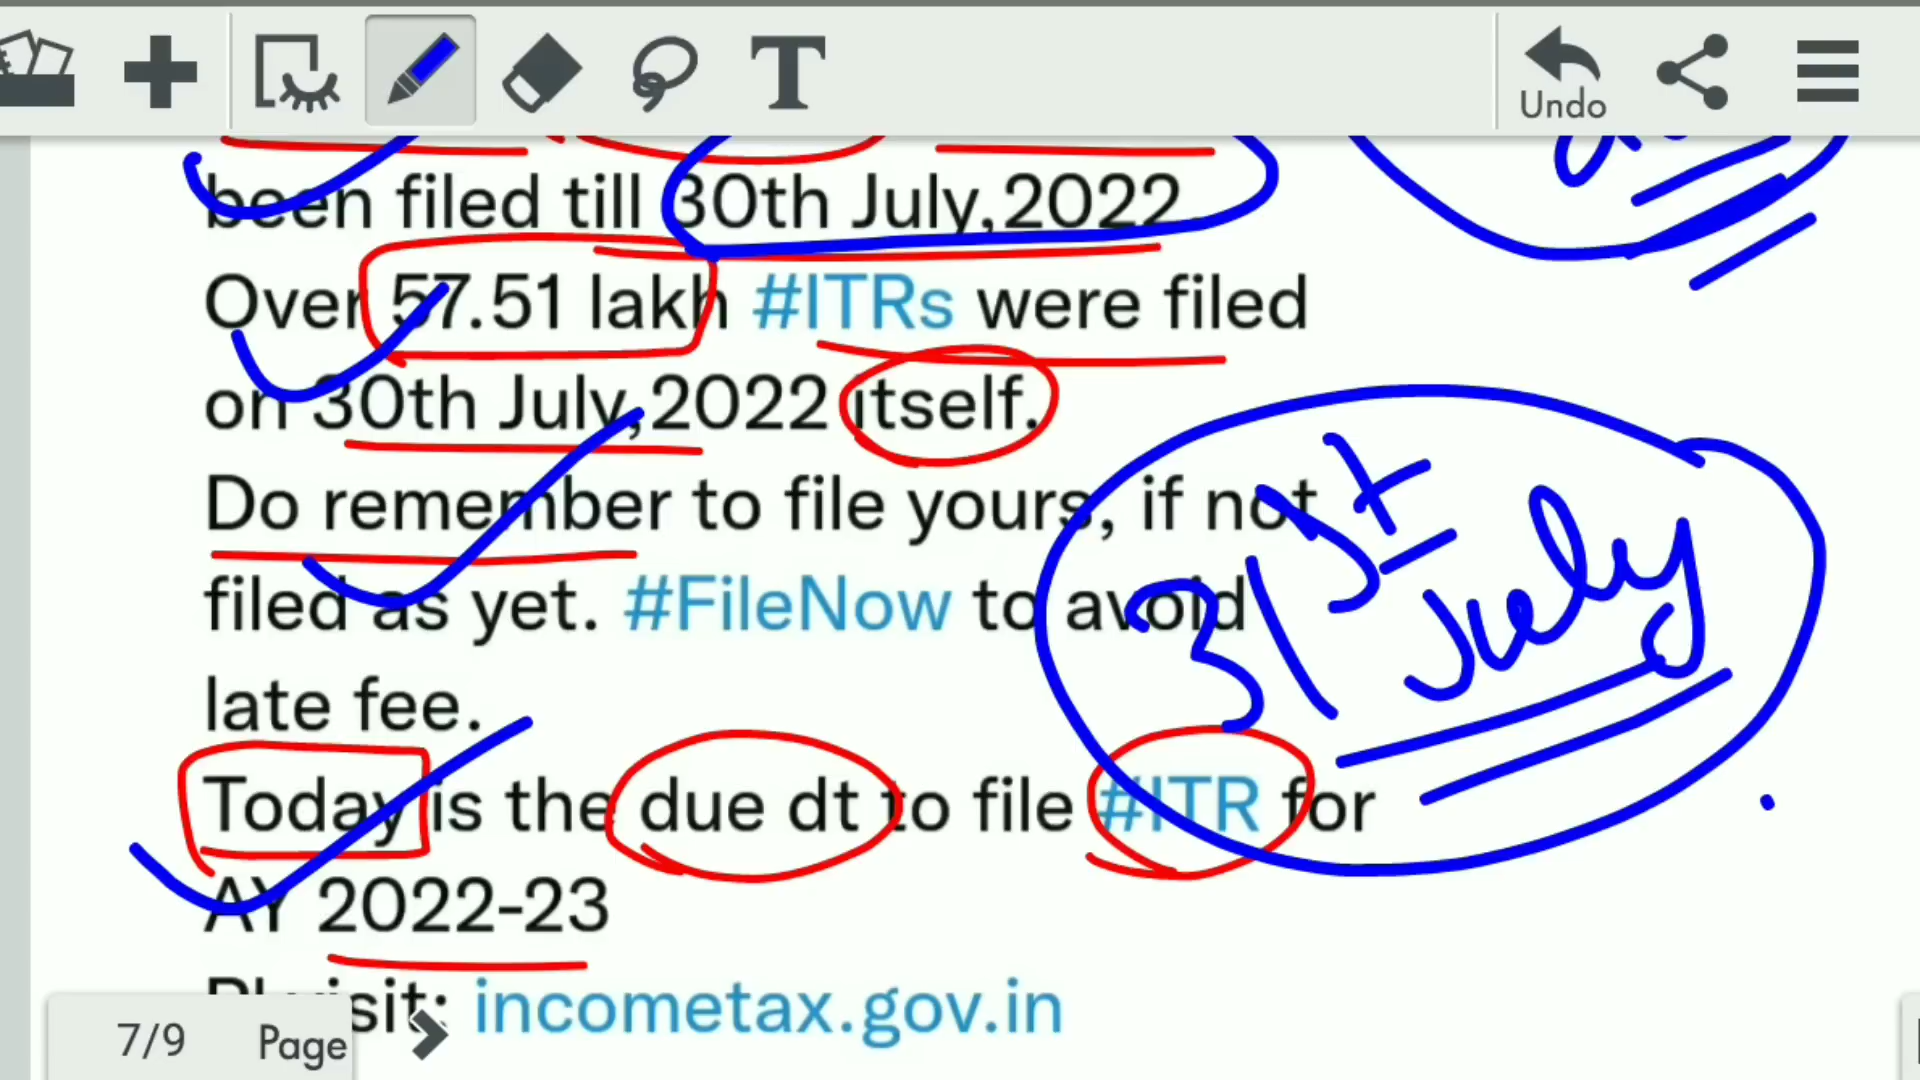 Undo
been filed till 30th July,2022.
Over 57.51 lakh #ITRs were filed
on 30th July,2022 itself.
Do remember to file yours, if not
filed as yet. #FileNow to avoid
late fee.
31st July
Today is the due dt to file #ITR for
AY 2022-23
Pl visit: incometax.gov.in
7/9 Page